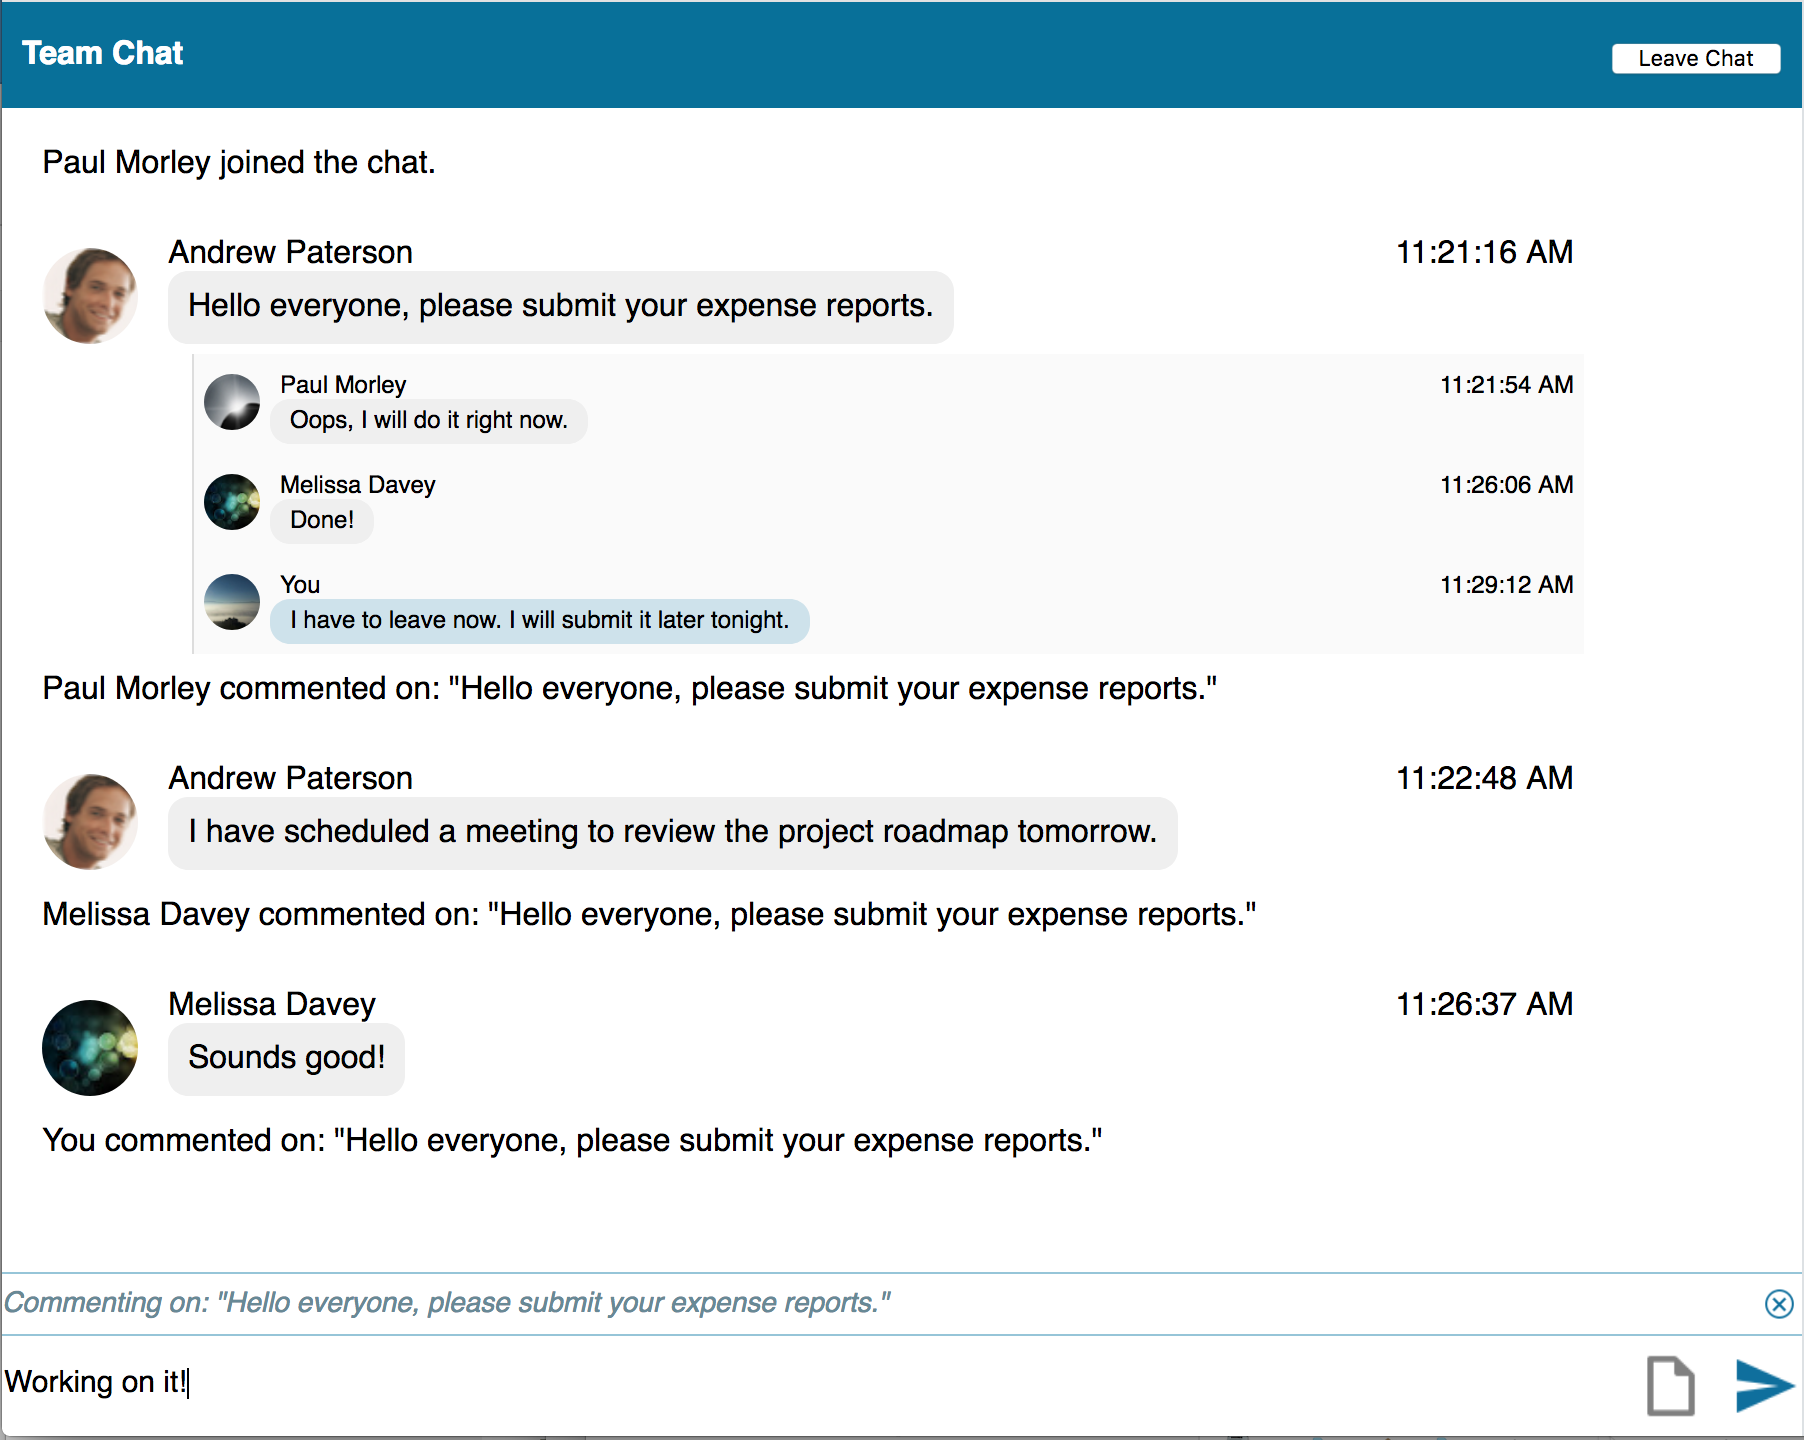 Team Chat
Leave Chat
Paul Morley joined the chat.
Andrew Paterson
11:21:16 AM
Hello everyone, please submit your expense reports.
Paul Morley
11:21:54 AM
Oops, I will do it right now.
Melissa Davey
11:26:06 AM
Done!
You
11:29:12 AM
I have to leave now. I will submit it later tonight.
Paul Morley commented on: "Hello everyone, please submit your expense reports."
Andrew Paterson
11:22:48 AM
I have scheduled a meeting to review the project roadmap tomorrow.
Melissa Davey commented on: "Hello everyone, please submit your expense reports."
Melissa Davey
11:26:37 AM
Sounds good!
You commented on: "Hello everyone, please submit your expense reports."
Commenting on: "Hello everyone, please submit your expense reports."
Working on it!